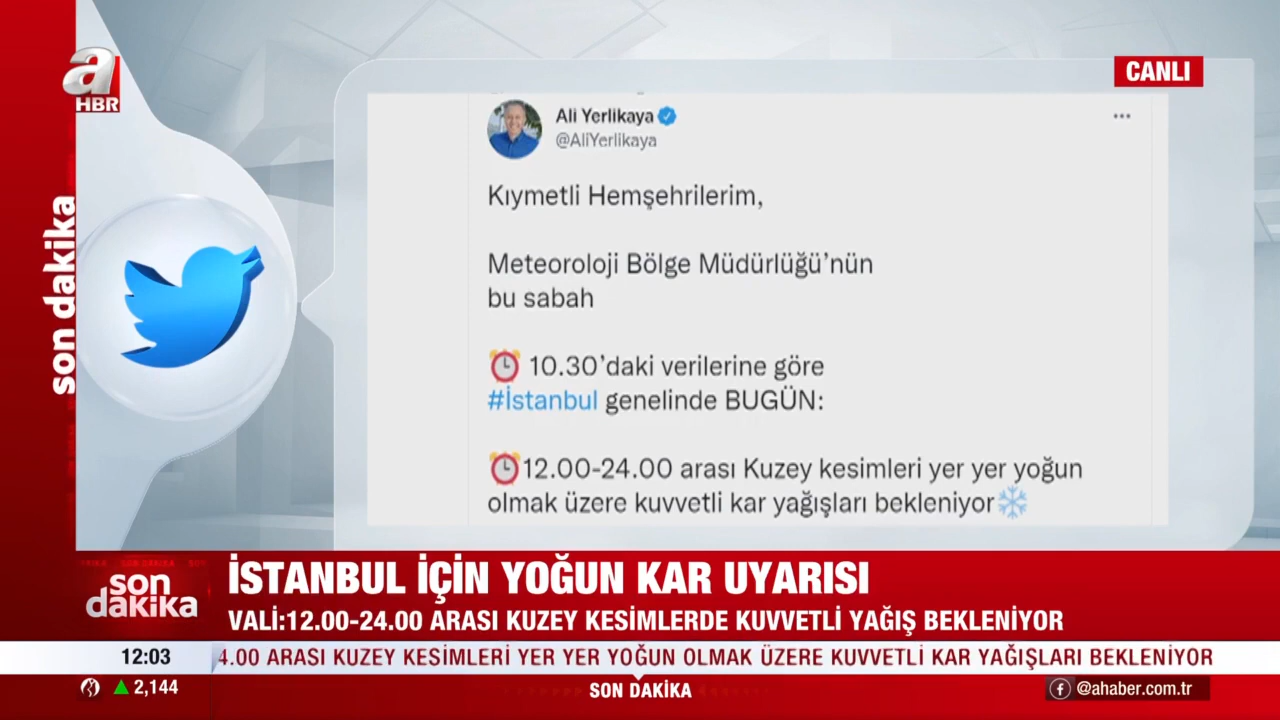 a
HBR
CANLI
son dakika
Ali Yerlikaya
@AliYerlikaya
Kıymetli Hemşehrilerim,
Meteoroloji Bölge Müdürlüğü’nün
bu sabah
⏰ 10.30’daki verilerine göre
#İstanbul genelinde BUGÜN:
⏰12.00-24.00 arası Kuzey kesimleri yer yer yoğun
olmak üzere kuvvetli kar yağışları bekleniyor❄️
son
dakika
İSTANBUL İÇİN YOĞUN KAR UYARISI
VALİ:12.00-24.00 ARASI KUZEY KESİMLERDE KUVVETLİ YAĞIŞ BEKLENİYOR
12:03
4.00 ARASI KUZEY KESİMLERİ YER YER YOĞUN OLMAK ÜZERE KUVVETLİ KAR YAĞIŞLARI BEKLENİYOR
▲ 2,144
SON DAKİKA
@ahaber.com.tr